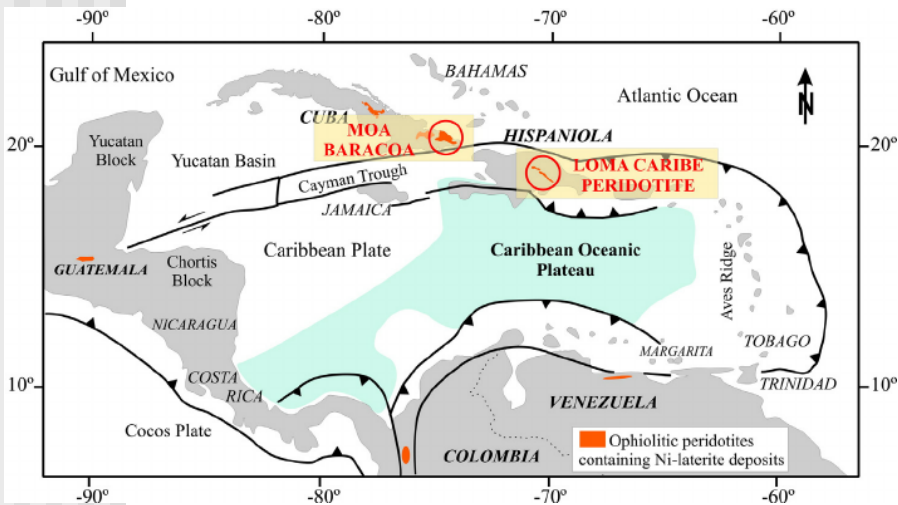 -90º
-80º
-70º
-60º
Gulf of Mexico
BAHAMAS
Atlantic Ocean
N
CUBA
MOA
BARACOA
HISPANIOLA
20º
20º
Yucatan
Block
Yucatan Basin
Cayman Trough
LOMA CARIBE
PERIDOTITE
JAMAICA
Caribbean Plate
Caribbean Oceanic
Plateau
Aves Ridge
GUATEMALA
Chortis
Block
NICARAGUA
MARGARITA
TOBAGO
COSTA
RICA
10º
10º
TRINIDAD
VENEZUELA
Cocos Plate
COLOMBIA
Ophiolitic peridotites
containing Ni-laterite deposits
-90º
-80º
-70º
-60º